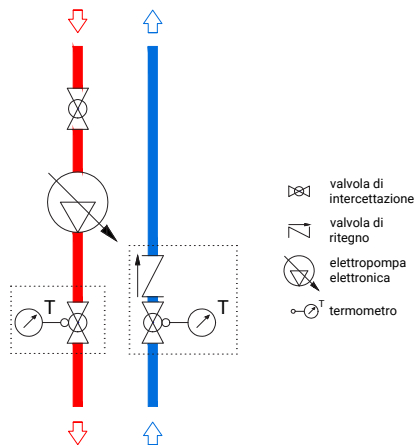 T
T
valvola di
intercettazione
valvola di
ritegno
elettropompa
elettronica
T
termometro